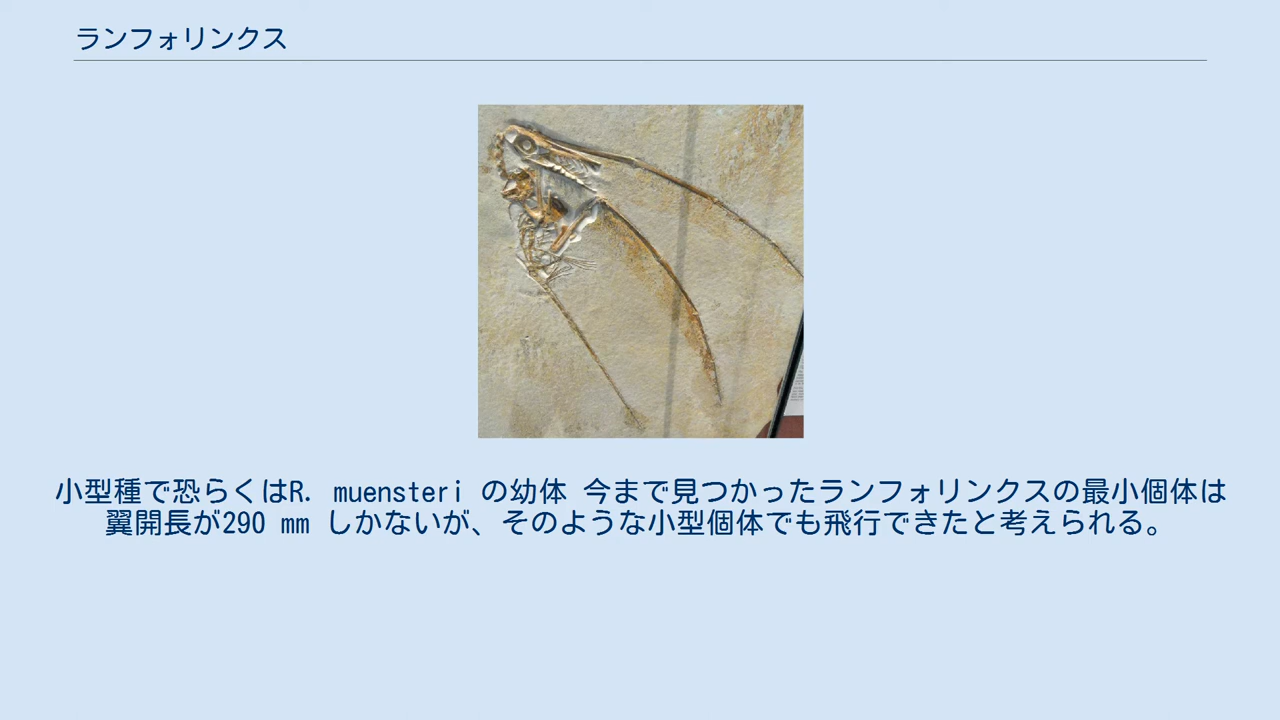 ランフォリンクス
小型種で恐らくはR. muensteri の幼体 今まで見つかったランフォリンクスの最小個体は
翼開長が290 mm しかないが、そのような小型個体でも飛行できたと考えられる。